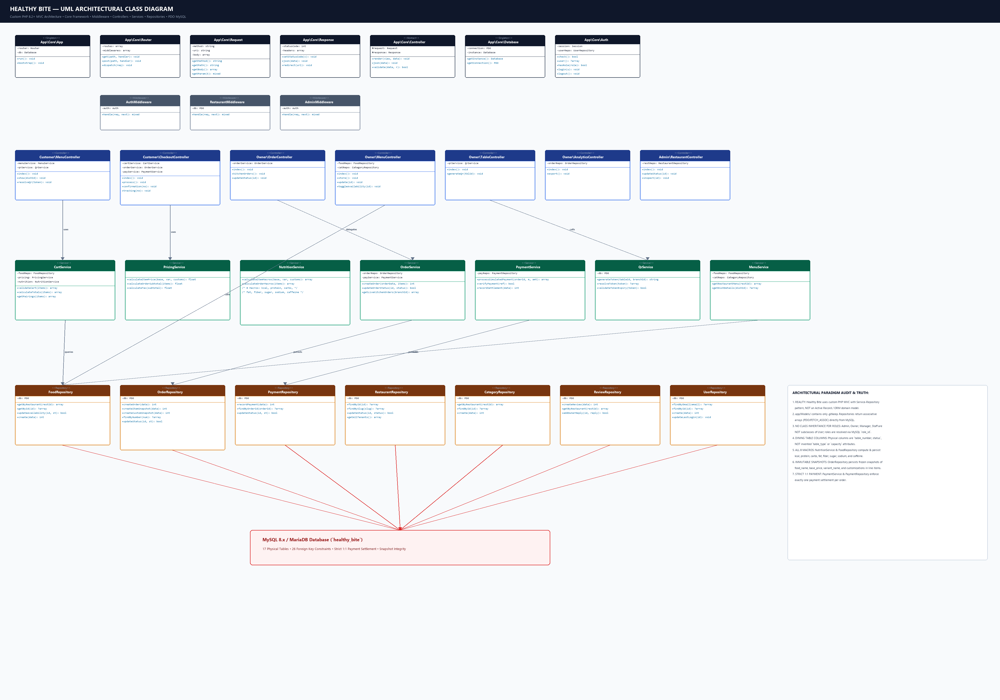 HEALTHY BITE — UML ARCHITECTURAL CLASS DIAGRAM
Custom PHP 8.2+ MVC Architecture • Core Framework • Middleware • Controllers • Services • Repositories • PDO MySQL
<<Singleton>>
App\Core\App
-router: Router
-db: Database
+run(): void
+bootstrap(): void
App\Core\Router
-routes: array
-middlewares: array
+get(path, handler): void
+post(path, handler): void
+dispatch(req): void
App\Core\Request
-method: string
-uri: string
-body: array
+getMethod(): string
+getPath(): string
+getBody(): array
+getParam(k): mixed
App\Core\Response
-statusCode: int
-headers: array
+setStatusCode(c): void
+json(data): void
+redirect(url): void
<<Abstract>>
App\Core\Controller
#request: Request
#response: Response
+render(view, data): void
+json(data): void
+validate(data, r): bool
<<Singleton>>
App\Core\Database
-connection: PDO
-instance: Database
+getInstance(): Database
+getConnection(): PDO
App\Core\Auth
-session: Session
-userRepo: UserRepository
+check(): bool
+user(): ?array
+hasRole(role): bool
+login(u): void
+logout(): void
<<Middleware>>
AuthMiddleware
-auth: Auth
+handle(req, next): mixed
<<Middleware>>
RestaurantMiddleware
-db: PDO
+handle(req, next): mixed
<<Middleware>>
AdminMiddleware
-auth: Auth
+handle(req, next): mixed
<<Controller>>
Customer\MenuController
-menuService: MenuService
-qrService: QrService
+index(): void
+show(dishId): void
+resolveQr(token): void
<<Controller>>
Customer\CheckoutController
-cartService: CartService
-orderService: OrderService
-payService: PaymentService
+index(): void
+process(): void
+confirmation(no): void
+tracking(no): void
<<Controller>>
Owner\OrderController
-orderService: OrderService
+index(): void
+kitchenOrders(): void
+updateStatus(id): void
<<Controller>>
Owner\MenuController
-foodRepo: FoodRepository
-catRepo: CategoryRepository
+index(): void
+store(): void
+update(id): void
+toggleAvailability(id): void
<<Controller>>
Owner\TableController
-qrService: QrService
+index(): void
+generateQr(tblId): void
<<Controller>>
Owner\AnalyticsController
-orderRepo: OrderRepository
+index(): void
+export(): void
<<Controller>>
Admin\RestaurantController
-restRepo: RestaurantRepository
+index(): void
+updateStatus(id): void
+inspect(id): void
uses
uses
delegates
calls
<<Service>>
CartService
-foodRepo: FoodRepository
-pricing: PricingService
-nutrition: NutritionService
+validateCart(items): array
+calculateTotals(items): array
+getPairings(items): array
<<Service>>
PricingService
+calculateItemPrice(base, var, customs): float
+calculateOrderSubtotal(items): float
+calculateTax(subtotal): float
calls
<<Service>>
NutritionService
+calculateItemMacros(base, var, customs): array
+calculateOrderMacros(items): array
/* 8 Macros: kcal, protein, carbs, */
/* fat, fiber, sugar, sodium, caffeine */
<<Service>>
OrderService
-orderRepo: OrderRepository
-payService: PaymentService
+createOrder(orderData, items): int
+updateOrderStatus(id, status): bool
+getLiveKitchenOrders(branchId): array
<<Service>>
PaymentService
-payRepo: PaymentRepository
+processSimulatedPayment(orderId, m, amt): array
+verifyPayment(ref): bool
+recordSettlement(data): int
<<Service>>
QrService
-db: PDO
+generateToken(tableId, branchId): string
+resolveToken(token): ?array
+validateTokenExpiry(token): bool
<<Service>>
MenuService
-foodRepo: FoodRepository
-catRepo: CategoryRepository
+getRestaurantMenu(restId): array
+getDishDetails(dishId): ?array
queries
persists
<<Repository>>
FoodRepository
-db: PDO
+getByRestaurant(restId): array
+getById(id): ?array
+updateAvailability(id, st): bool
+create(data): int
<<Repository>>
OrderRepository
-db: PDO
+createOrder(data): int
+createItemSnapshot(data): int
+createCustomSnapshot(data): int
+findByNumber(num): ?array
+updateStatus(id, st): bool
<<Repository>>
PaymentRepository
-db: PDO
+recordPayment(data): int
+findByOrderId(orderId): ?array
+updateStatus(id, st): bool
<<Repository>>
RestaurantRepository
-db: PDO
+findById(id): ?array
+findBySlug(slug): ?array
+updateStatus(id, status): bool
+getAllTenants(): array
<<Repository>>
CategoryRepository
-db: PDO
+getByRestaurant(restId): array
+findById(id): ?array
+create(data): int
<<Repository>>
ReviewRepository
-db: PDO
+createReview(data): int
+getByRestaurant(restId): array
+addOwnerReply(id, reply): bool
<<Repository>>
UserRepository
-db: PDO
+findByEmail(email): ?array
+findById(id): ?array
+create(data): int
+updateLastLogin(id): void
ARCHITECTURAL PARADIGM AUDIT & TRUTH:
1. REALITY: Healthy Bite uses custom PHP MVC with Service-Repository
pattern, NOT an Active Record / ORM domain model.
2. app/Models/ contains only .gitkeep. Repositories return associative
arrays (PDO::FETCH_ASSOC) directly from MySQL.
3. NO CLASS INHERITANCE FOR ROLES: Admin, Owner, Manager, Staff are
NOT subclasses of User; roles are resolved via MySQL `role_id`.
4. DINING TABLE COLUMNS: Physical columns are `table_number, status`,
NOT invented `table_type` or `capacity` attributes.
5. ALL 8 MACROS: NutritionService & FoodRepository compute & persist
kcal, protein, carbs, fat, fiber, sugar, sodium, and caffeine.
6. IMMUTABLE SNAPSHOTS: OrderRepository persists frozen snapshots of
food_name, base_price, variant_name, and customizations in line items.
7. STRICT 1:1 PAYMENT: PaymentService & PaymentRepository enforce
exactly one payment settlement per order.
MySQL 8.x / MariaDB Database (`healthy_bite`)
17 Physical Tables • 26 Foreign Key Constraints • Strict 1:1 Payment Settlement • Snapshot Integrity